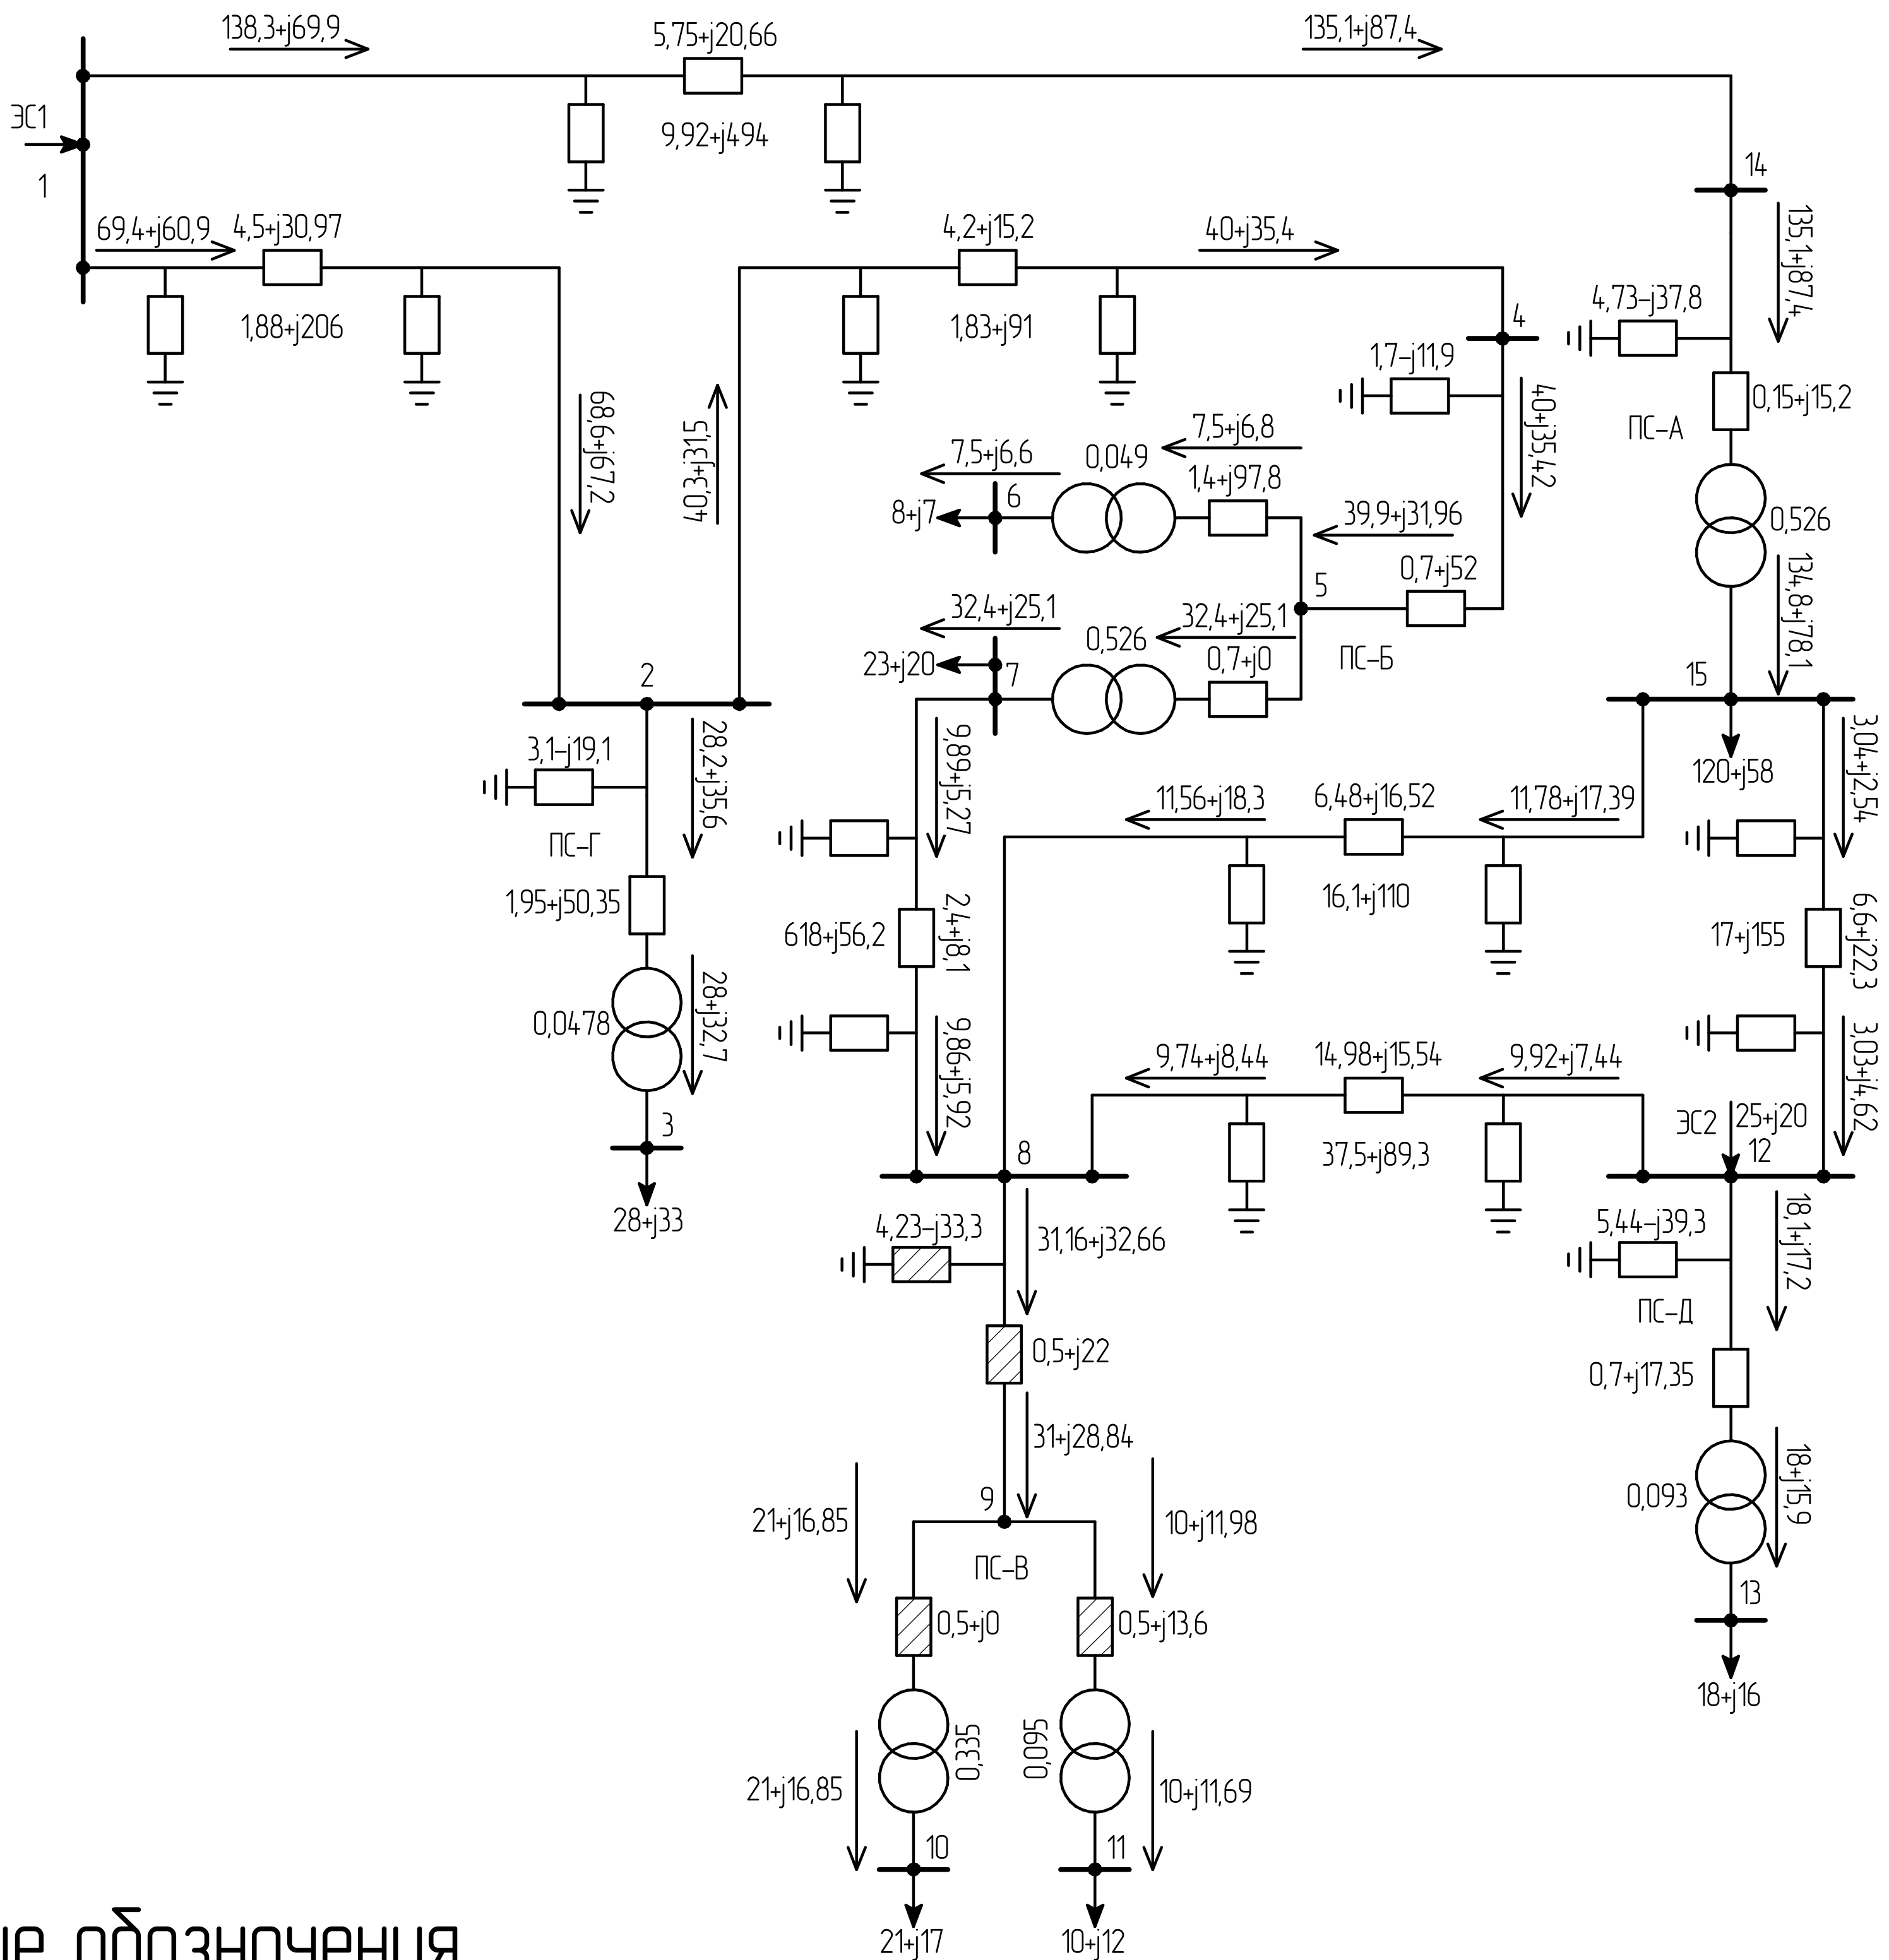 138,3+j69,9
5,75+j20,66
135,1+j87,4
ЭС1
9,92+j494
1
14
69,4+j60,9
4,5+j30,97
4,2+j15,2
40+j35,4
135,1+j87,4
1,88+j206
1,83+j91
4
4,73-j37,8
1,7-j11,9
0,15+j15,2
ПС-А
68,6+j67,2
40,3+j31,5
40+j35,42
7,5+j6,8
7,5+j6,6
0,049
1,4+j97,8
6
8+j7
39,9+j31,96
0,526
134,8+j78,1
5
0,7+j52
32,4+j25,1
32,4+j25,1
0,526
23+j20
7
0,7+j0
ПС-Б
2
15
3,1-j19,1
28,2+j35,6
9,89+j5,27
120+j58
3,04+j2,54
11,56+j18,3
6,48+j16,52
11,78+j17,39
ПС-Г
1,95+j50,35
618+j56,2
2,4+j8,1
16,1+j110
17+j155
6,6+j22,3
28+j32,7
0,0478
9,86+j5,92
9,74+j8,44
14,98+j15,54
9,92+j7,44
3,03+j4,62
3
ЭС2
25+j20
12
8
37,5+j89,3
28+j33
4,23-j33,3
31,16+j32,66
5,44-j39,3
18,1+j17,2
ПС-Д
0,5+j22
0,7+j17,35
31+j28,84
9
18+j15,9
0,093
21+j16,85
10+j11,98
ПС-В
13
0,5+j0
0,5+j13,6
18+j16
0,335
0,095
21+j16,85
10+j11,69
10
11
21+j17
10+j12
обозначения